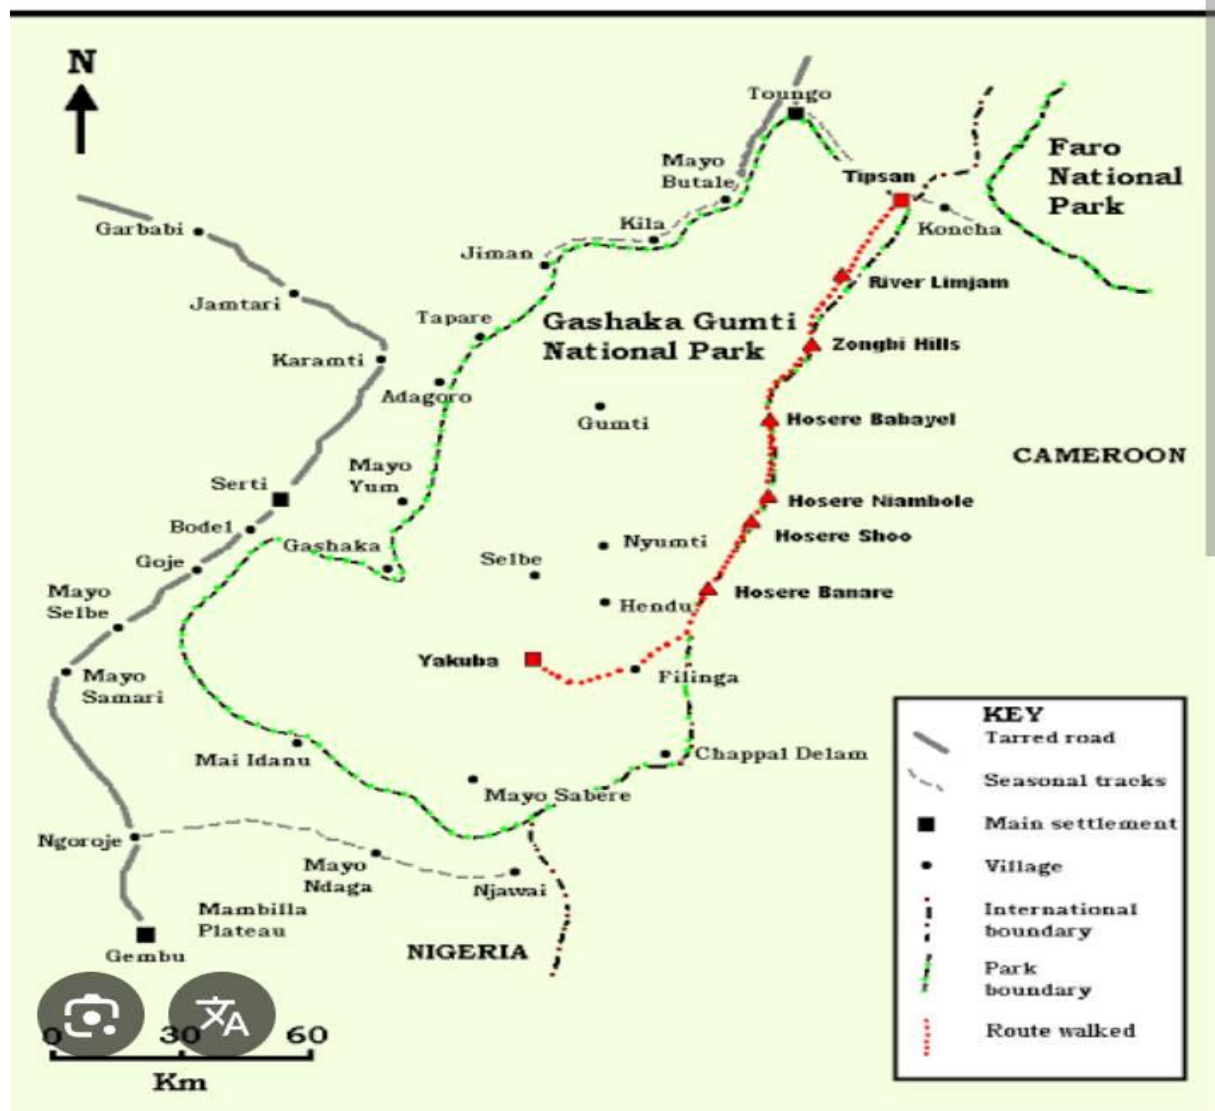 N
Toungo
Faro
National
Park
Mayo
Butale
Tipsan
Koncha
Garbabi
Kila
Jiman
River Limjam
Jamtari
Tapare
Gashaka Gumti
National Park
Zongbi Hills
Karamti
Adagoro
Gumti
Hosere Babayel
CAMEROON
Mayo
Yum
Serti
Hosere Niambole
Bodel
Hosere Shoo
Gashaka
Nyumti
Goje
Selbe
Mayo
Selbe
Hendu
Hosere Banare
Yakuba
Filinga
Mayo
Samari
Mai Idanu
Chappal Delam
Mayo Sabere
Ngoroje
Mayo
Ndaga
Njawai
Mambilla
Plateau
Gembu
NIGERIA
KEY
Tarred road
Seasonal tracks
Main settlement
Village
International
boundary
Park
boundary
Route walked
0 30 60
Km